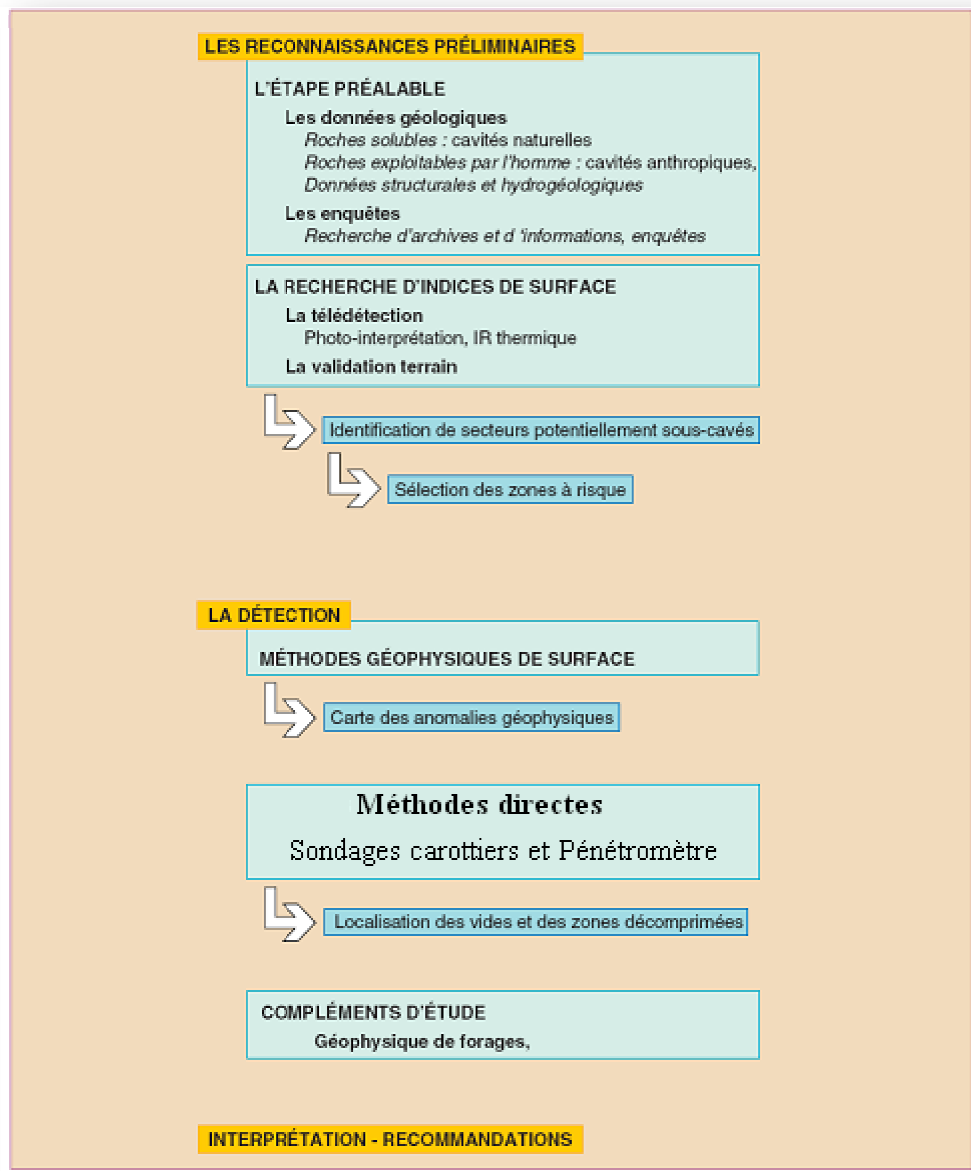 LES RECONNAISSANCES PRÉLIMINAIRES
L'ÉTAPE PRÉALABLE
Les données géologiques
Roches solubles : cavités naturelles
Roches exploitables par l'homme : cavités anthropiques,
Données structurales et hydrogéologiques
Les enquêtes
Recherche d'archives et d 'informations, enquêtes
LA RECHERCHE D'INDICES DE SURFACE
La télédétection
Photo-interprétation, IR thermique
La validation terrain
Identification de secteurs potentiellement sous-cavés
Sélection des zones à risque
LA DÉTECTION
MÉTHODES GÉOPHYSIQUES DE SURFACE
Carte des anomalies géophysiques
Méthodes directes
Sondages carottiers et Pénétromètre
Localisation des vides et des zones décomprimées
COMPLÉMENTS D'ÉTUDE
Géophysique de forages,
INTERPRÉTATION - RECOMMANDATIONS